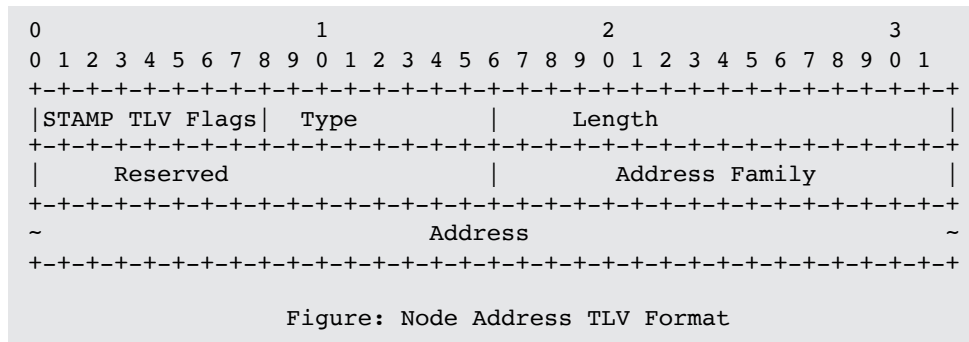 0                   1                   2                   3
0 1 2 3 4 5 6 7 8 9 0 1 2 3 4 5 6 7 8 9 0 1 2 3 4 5 6 7 8 9 0 1
+-+-+-+-+-+-+-+-+-+-+-+-+-+-+-+-+-+-+-+-+-+-+-+-+-+-+-+-+-+-+-+-+
|STAMP TLV Flags|  Type         |     Length                    |
+-+-+-+-+-+-+-+-+-+-+-+-+-+-+-+-+-+-+-+-+-+-+-+-+-+-+-+-+-+-+-+-+
|     Reserved                  |        Address Family         |
+-+-+-+-+-+-+-+-+-+-+-+-+-+-+-+-+-+-+-+-+-+-+-+-+-+-+-+-+-+-+-+-+
~                           Address                             ~
+-+-+-+-+-+-+-+-+-+-+-+-+-+-+-+-+-+-+-+-+-+-+-+-+-+-+-+-+-+-+-+-+
Figure: Node Address TLV Format